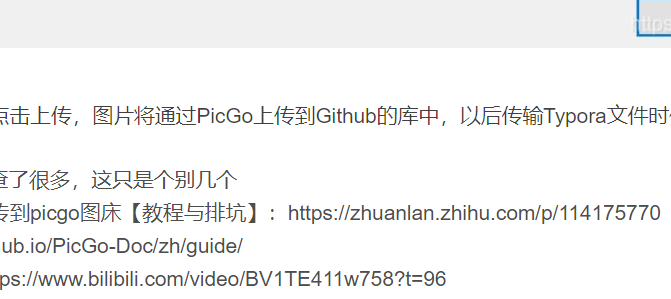 https
点击上传，图片将通过PicGo上传到Github的库中，以后传输Typora文件时
查了很多，这只是个别几个
传到picgo图床【教程与排坑】：https://zhuanlan.zhihu.com/p/114175770
ub.io/PicGo-Doc/zh/guide/
ps://www.bilibili.com/video/BV1TE411w758?t=96